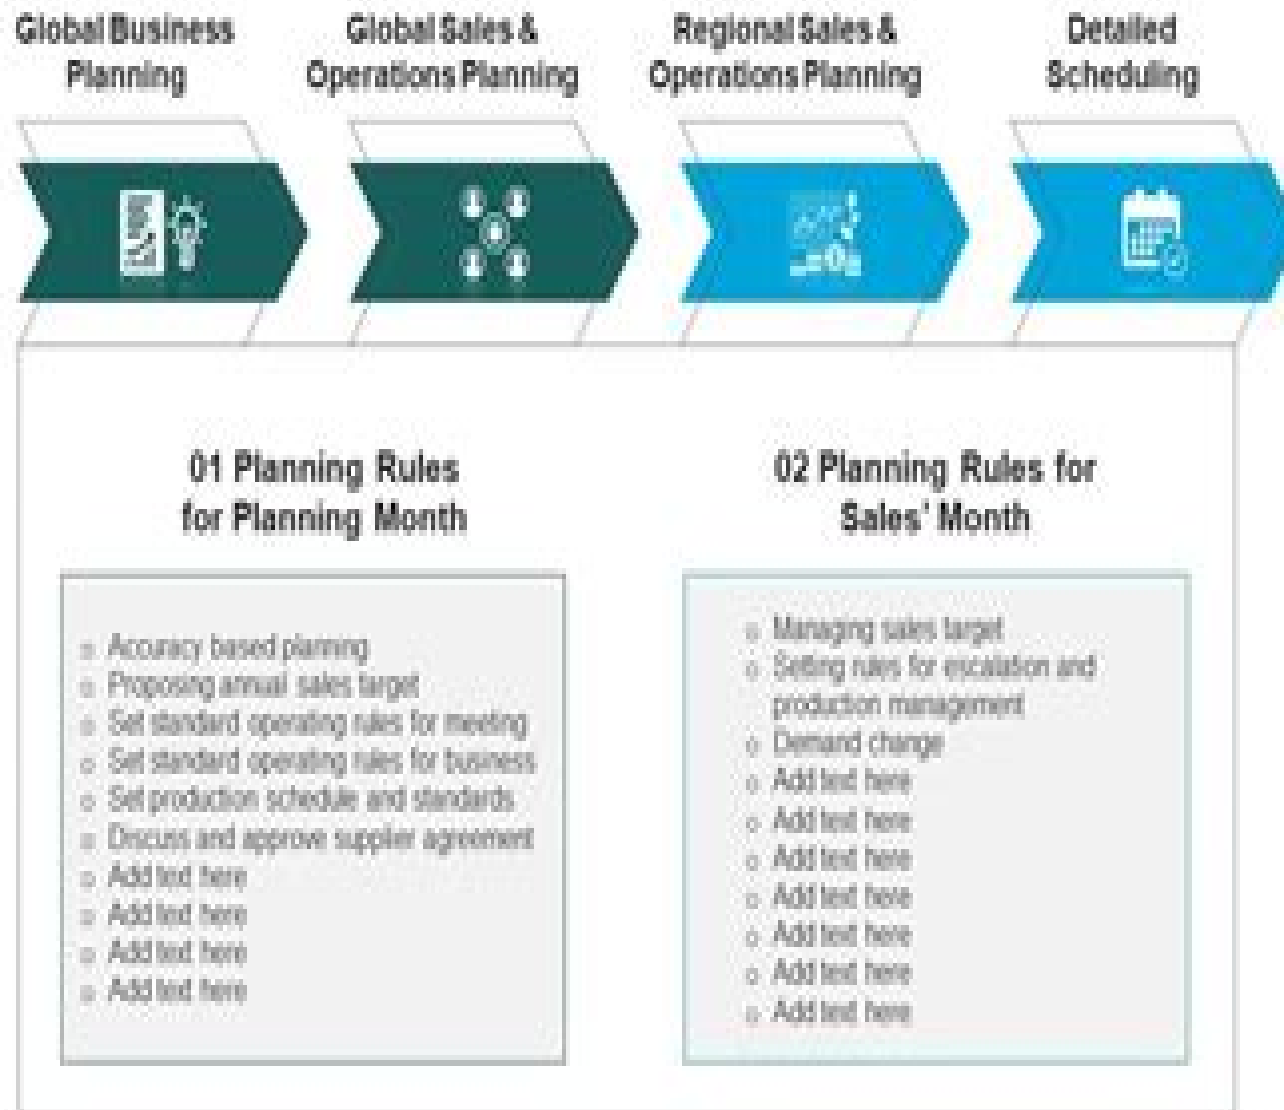 Global Business
Planning
Global Sales &
Operations Planning
Regional Sales &
Operations Planning
Detailed
Scheduling
01 Planning Rules
for Planning Month
Accuracy based planning
Proposing annual sales target
Set standard operating rules for meeting
Set standard operating rules for business
Set production schedule and standards
Discuss and approve supplier agreement
Add text here
Add text here
Add text here
Add text here
02 Planning Rules for
Sales' Month
Managing sales target
Setting rules for escalation and
production management
Demand change
Add text here
Add text here
Add text here
Add text here
Add text here
Add text here
Add text here